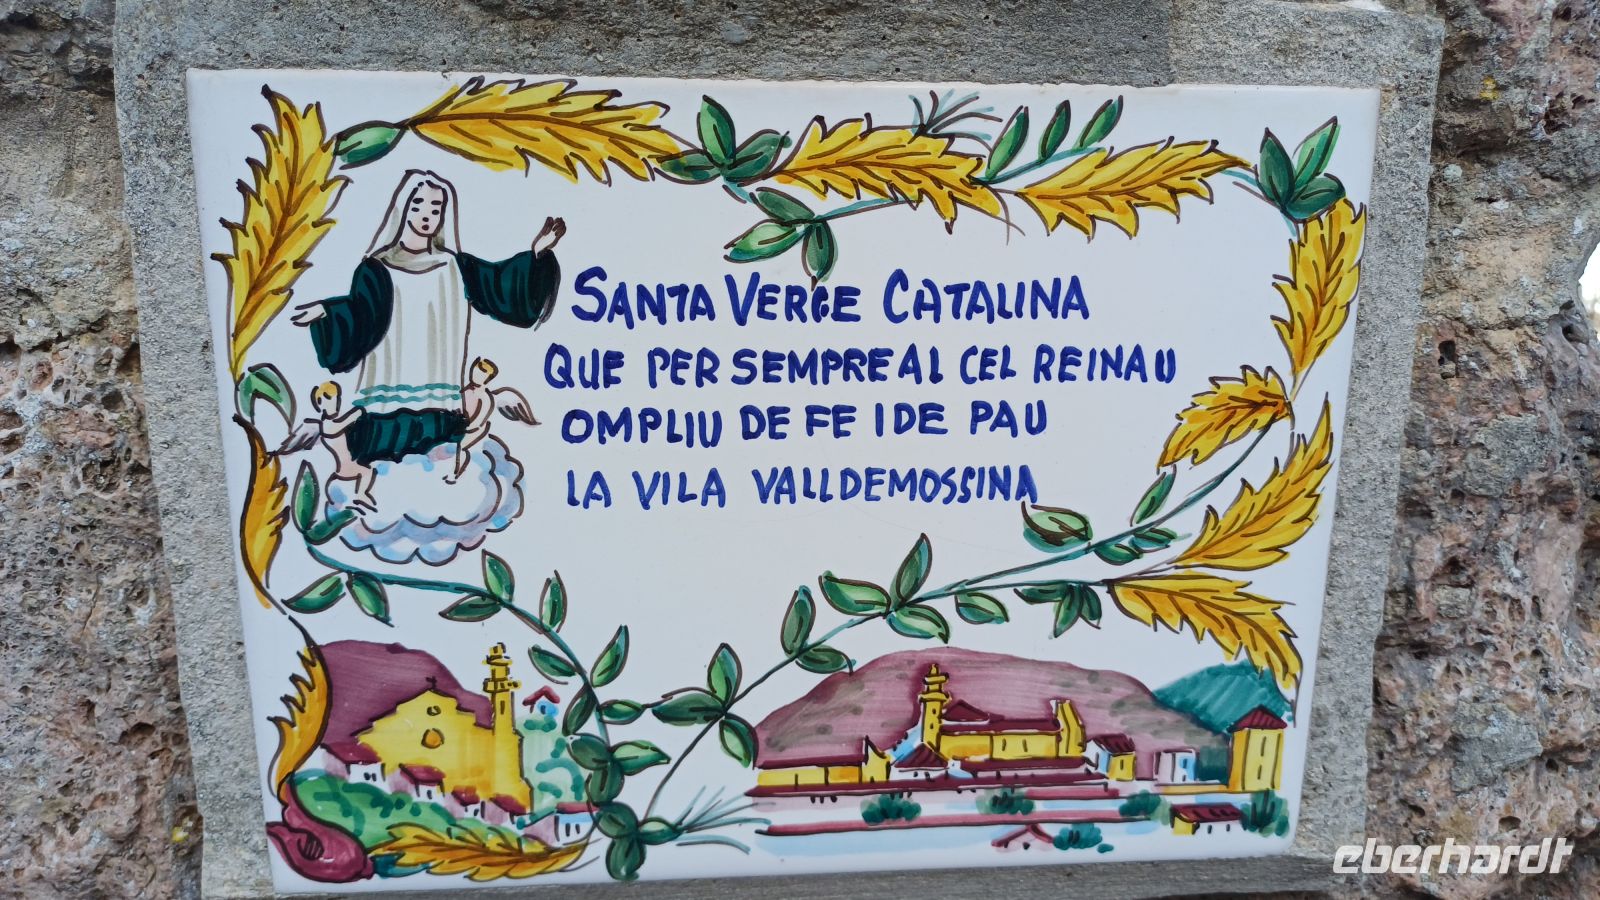 SANTA VERGE CATALINA
QUE PER SEMPRE AL CEL REINAU
OMPLIU DE FE I DE PAU
LA VILA VALLDEMOSSINA
eberhardt